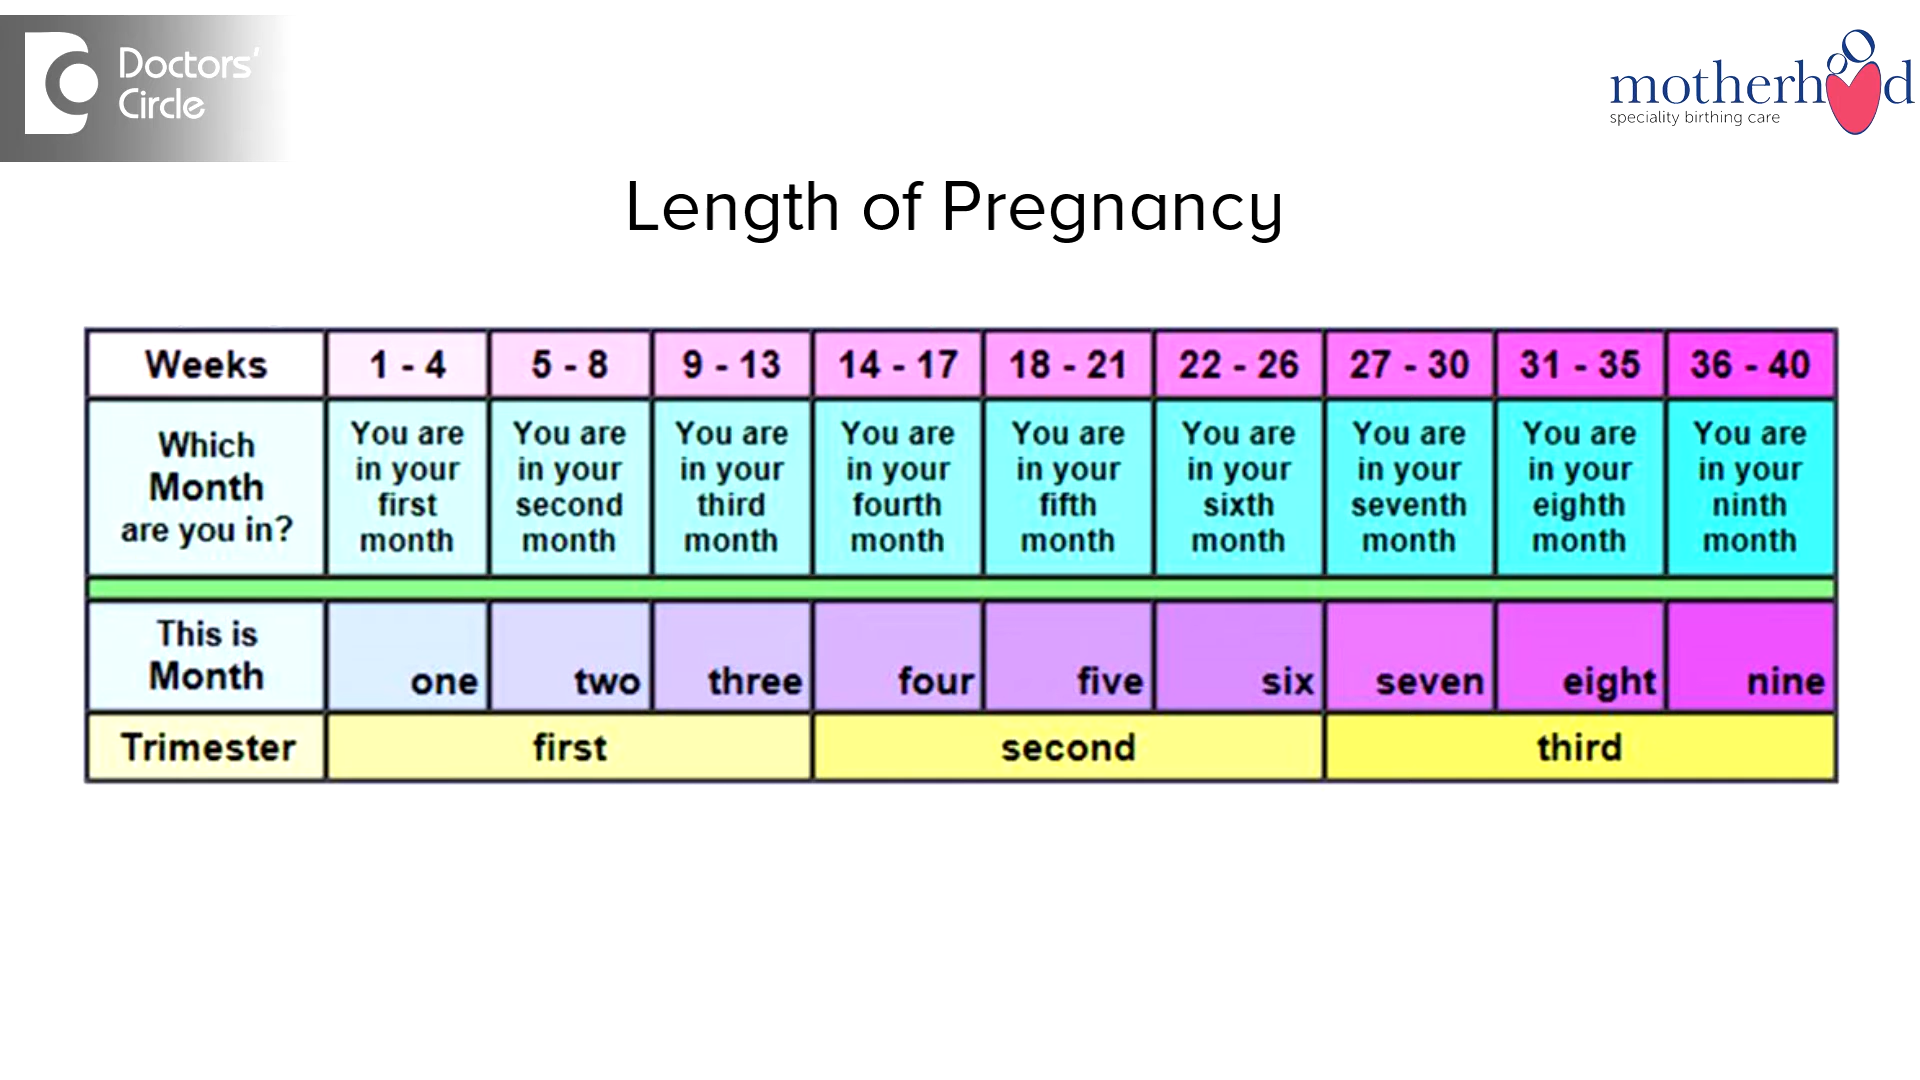 Doctors'
Circle
motherhood
speciality birthing care
Length of Pregnancy
Weeks 1 - 4 5 - 8 9 - 13 14 - 17 18 - 21 22 - 26 27 - 30 31 - 35 36 - 40
Which
Month
are you in?
You are
in your
first
month
You are
in your
second
month
You are
in your
third
month
You are
in your
fourth
month
You are
in your
fifth
month
You are
in your
sixth
month
You are
in your
seventh
month
You are
in your
eighth
month
You are
in your
ninth
month
This is
Month
one two three four five six seven eight nine
Trimester first second third